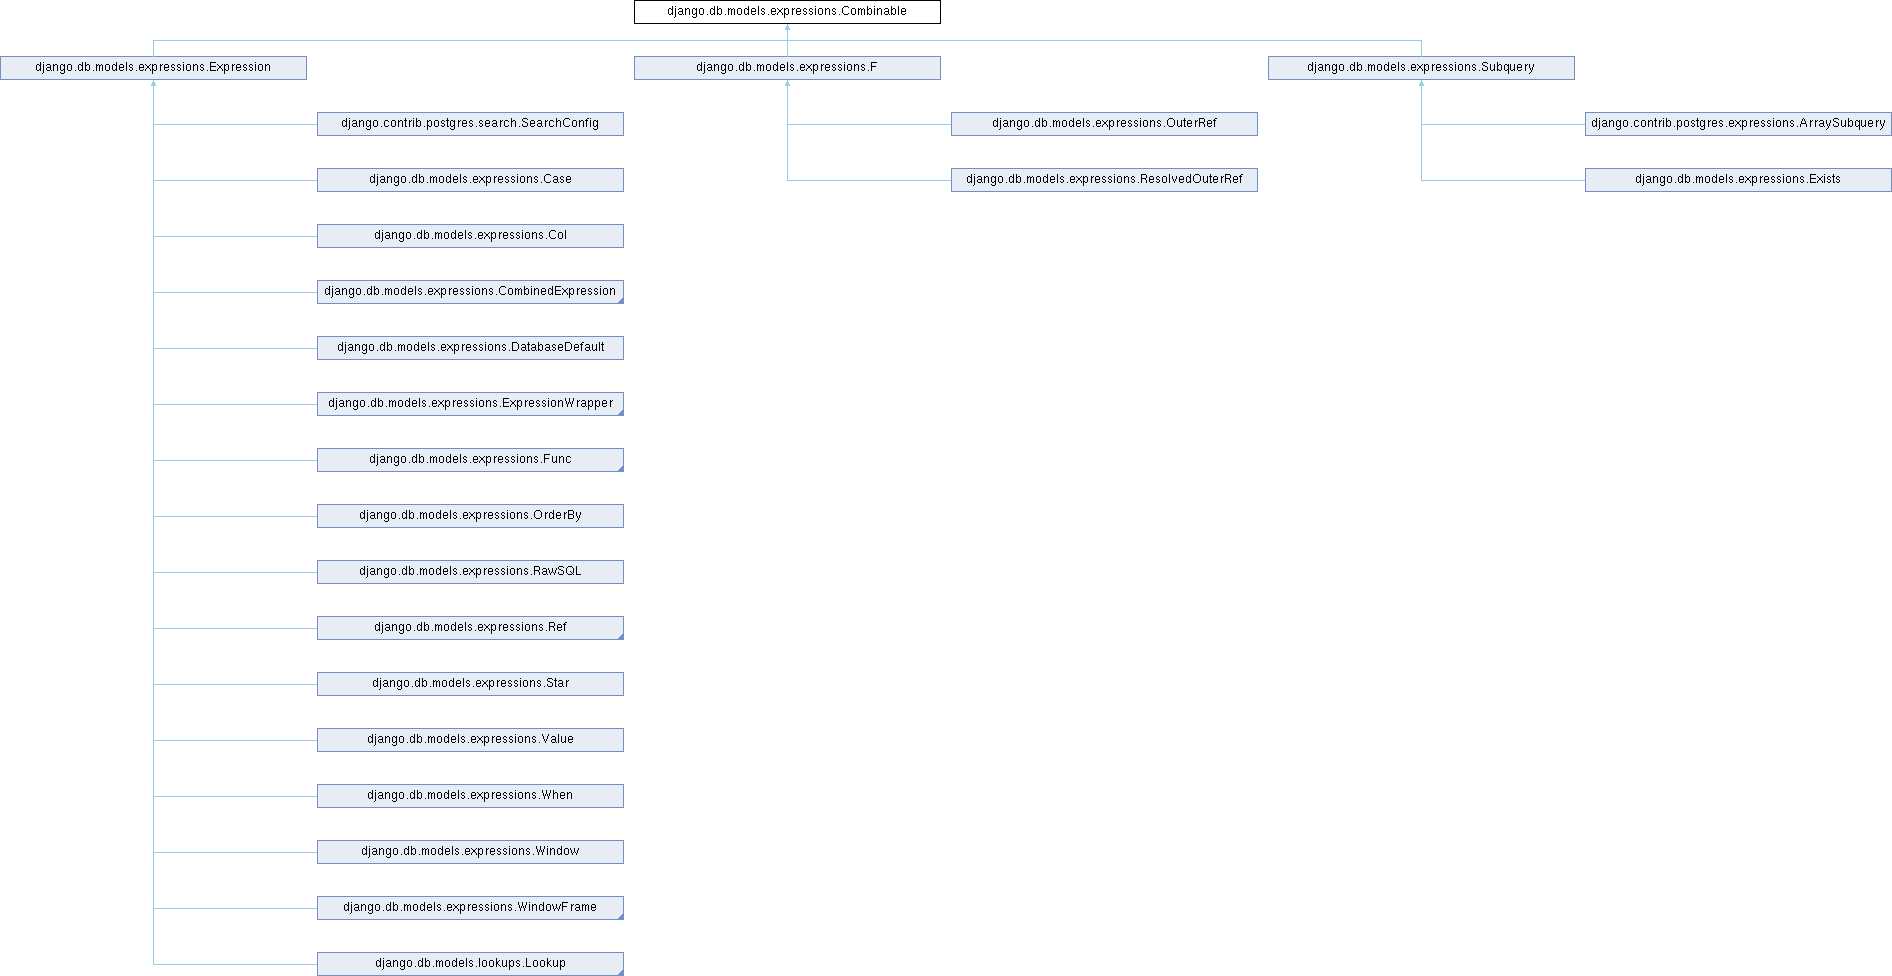 django.db.models.expressions.Combinable
django.db.models.expressions.Expression
django.db.models.expressions.F
django.db.models.expressions.Subquery
django.contrib.postgres.search.SearchConfig
django.db.models.expressions.OuterRef
django.contrib.postgres.expressions.ArraySubquery
django.db.models.expressions.Case
django.db.models.expressions.ResolvedOuterRef
django.db.models.expressions.Exists
django.db.models.expressions.Col
django.db.models.expressions.CombinedExpression
django.db.models.expressions.DatabaseDefault
django.db.models.expressions.ExpressionWrapper
django.db.models.expressions.Func
django.db.models.expressions.OrderBy
django.db.models.expressions.RawSQL
django.db.models.expressions.Ref
django.db.models.expressions.Star
django.db.models.expressions.Value
django.db.models.expressions.When
django.db.models.expressions.Window
django.db.models.expressions.WindowFrame
django.db.models.lookups.Lookup